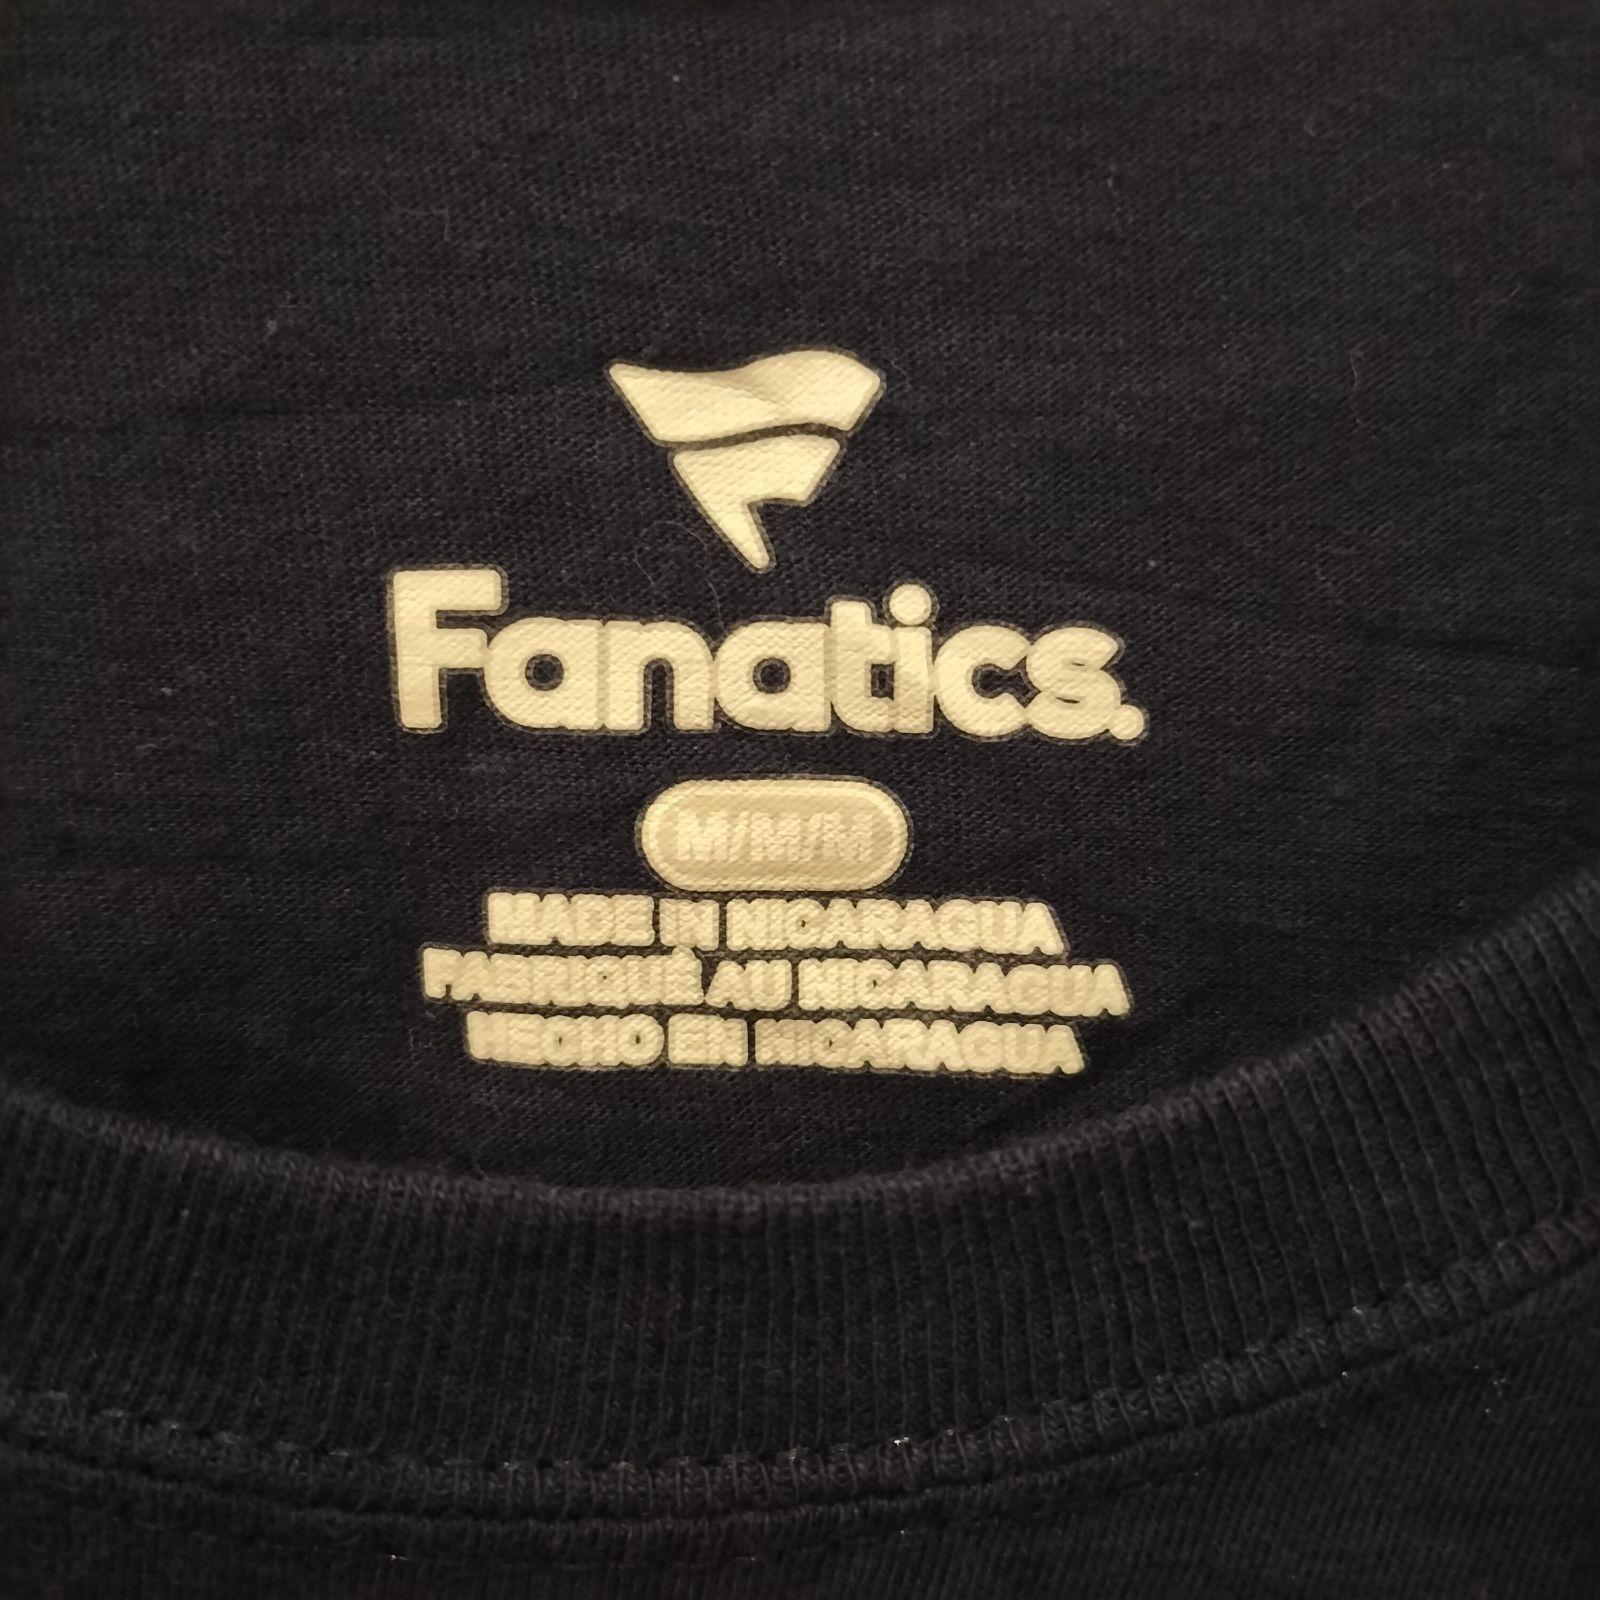 Fanatics.
M/M/M
MADE IN NICARAGUA
FABRIQUÉ AU NICARAGUA
HECHO EN NICARAGUA